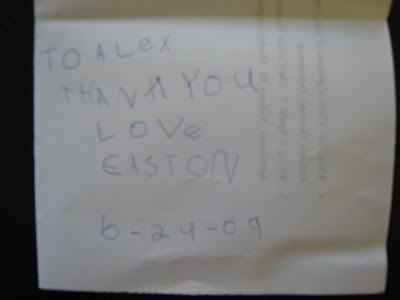 TO ALEX
THANK YOU
LOVE
EASTON
6-24-09